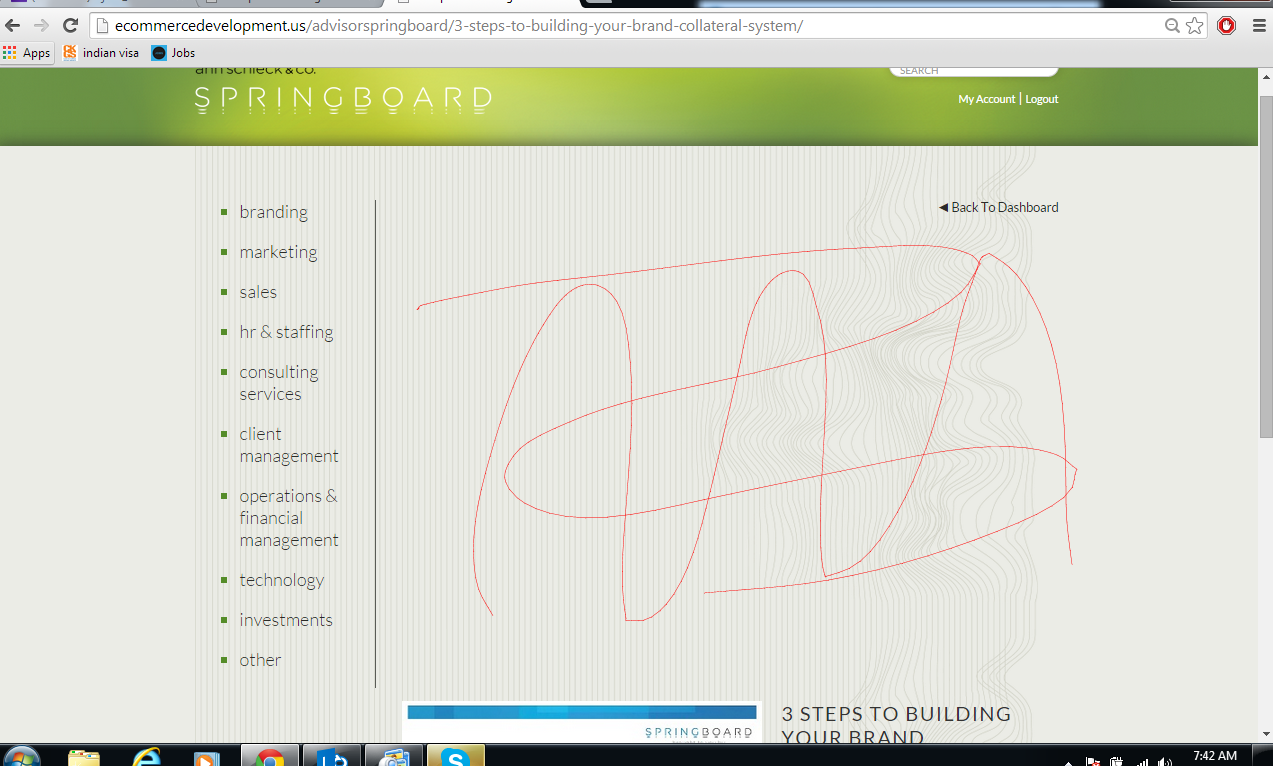 ecommercedevelopment.us/advisorspringboard/3-steps-to-building-your-brand-collateral-system/
Apps indian visa Jobs
ann schieck & co.
SEARCH
SPRINGBOARD
My Account | Logout
Back To Dashboard
branding
marketing
sales
hr & staffing
consulting
services
client
management
operations &
financial
management
technology
investments
other
SPRINGBOARD
3 STEPS TO BUILDING
YOUR BRAND
7:42 AM